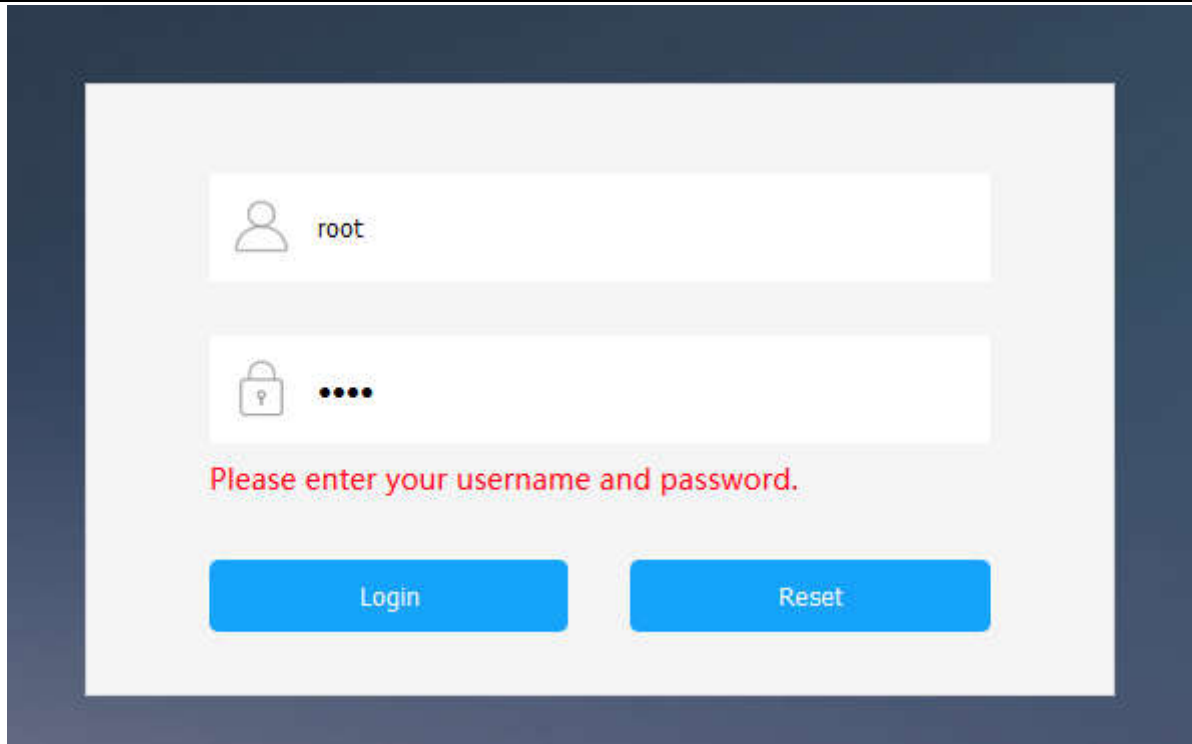 root
••••
Please enter your username and password.
Login
Reset